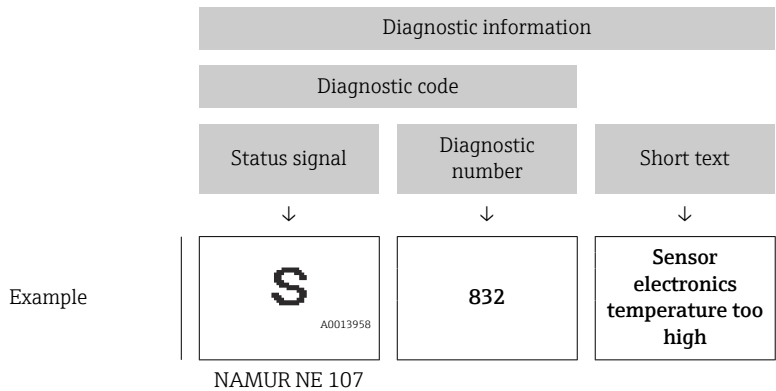 Diagnostic information
Diagnostic code
Status signal
Diagnostic
number
Short text
↓ ↓ ↓
Example
S
A0013958
832
Sensor
electronics
temperature too
high
NAMUR NE 107